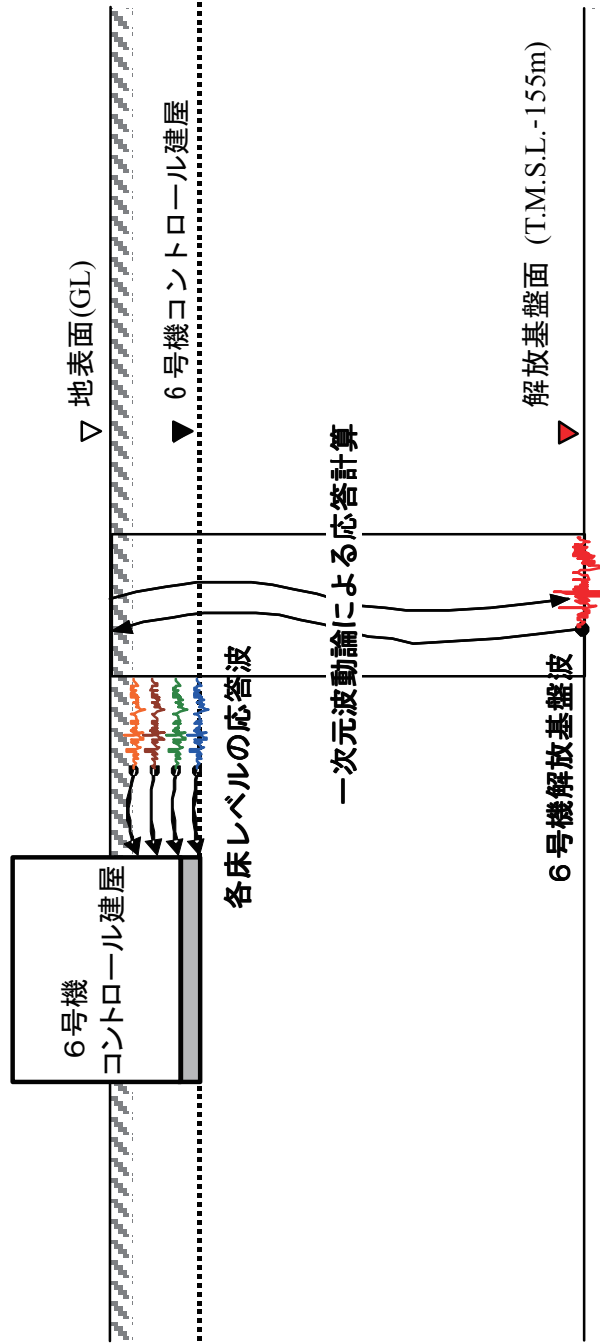 6号機
コントロール建屋
地表面(GL)
6号機コントロール建屋
各床レベルの応答波
一次元波動論による応答計算
6号機解放基盤波
解放基盤面 (T.M.S.L.-155m)